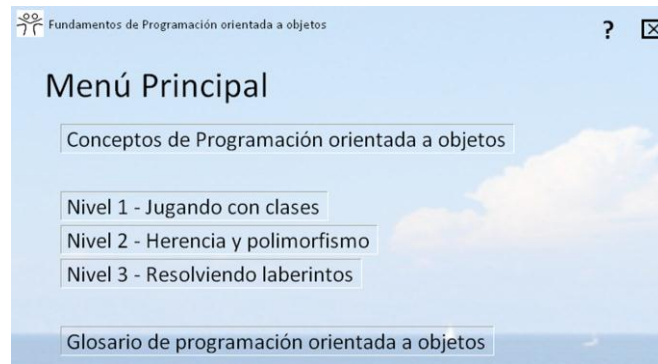 Fundamentos de Programación orientada a objetos
?
Menú Principal
Conceptos de Programación orientada a objetos
Nivel 1 - Jugando con clases
Nivel 2 - Herencia y polimorfismo
Nivel 3 - Resolviendo laberintos
Glosario de programación orientada a objetos